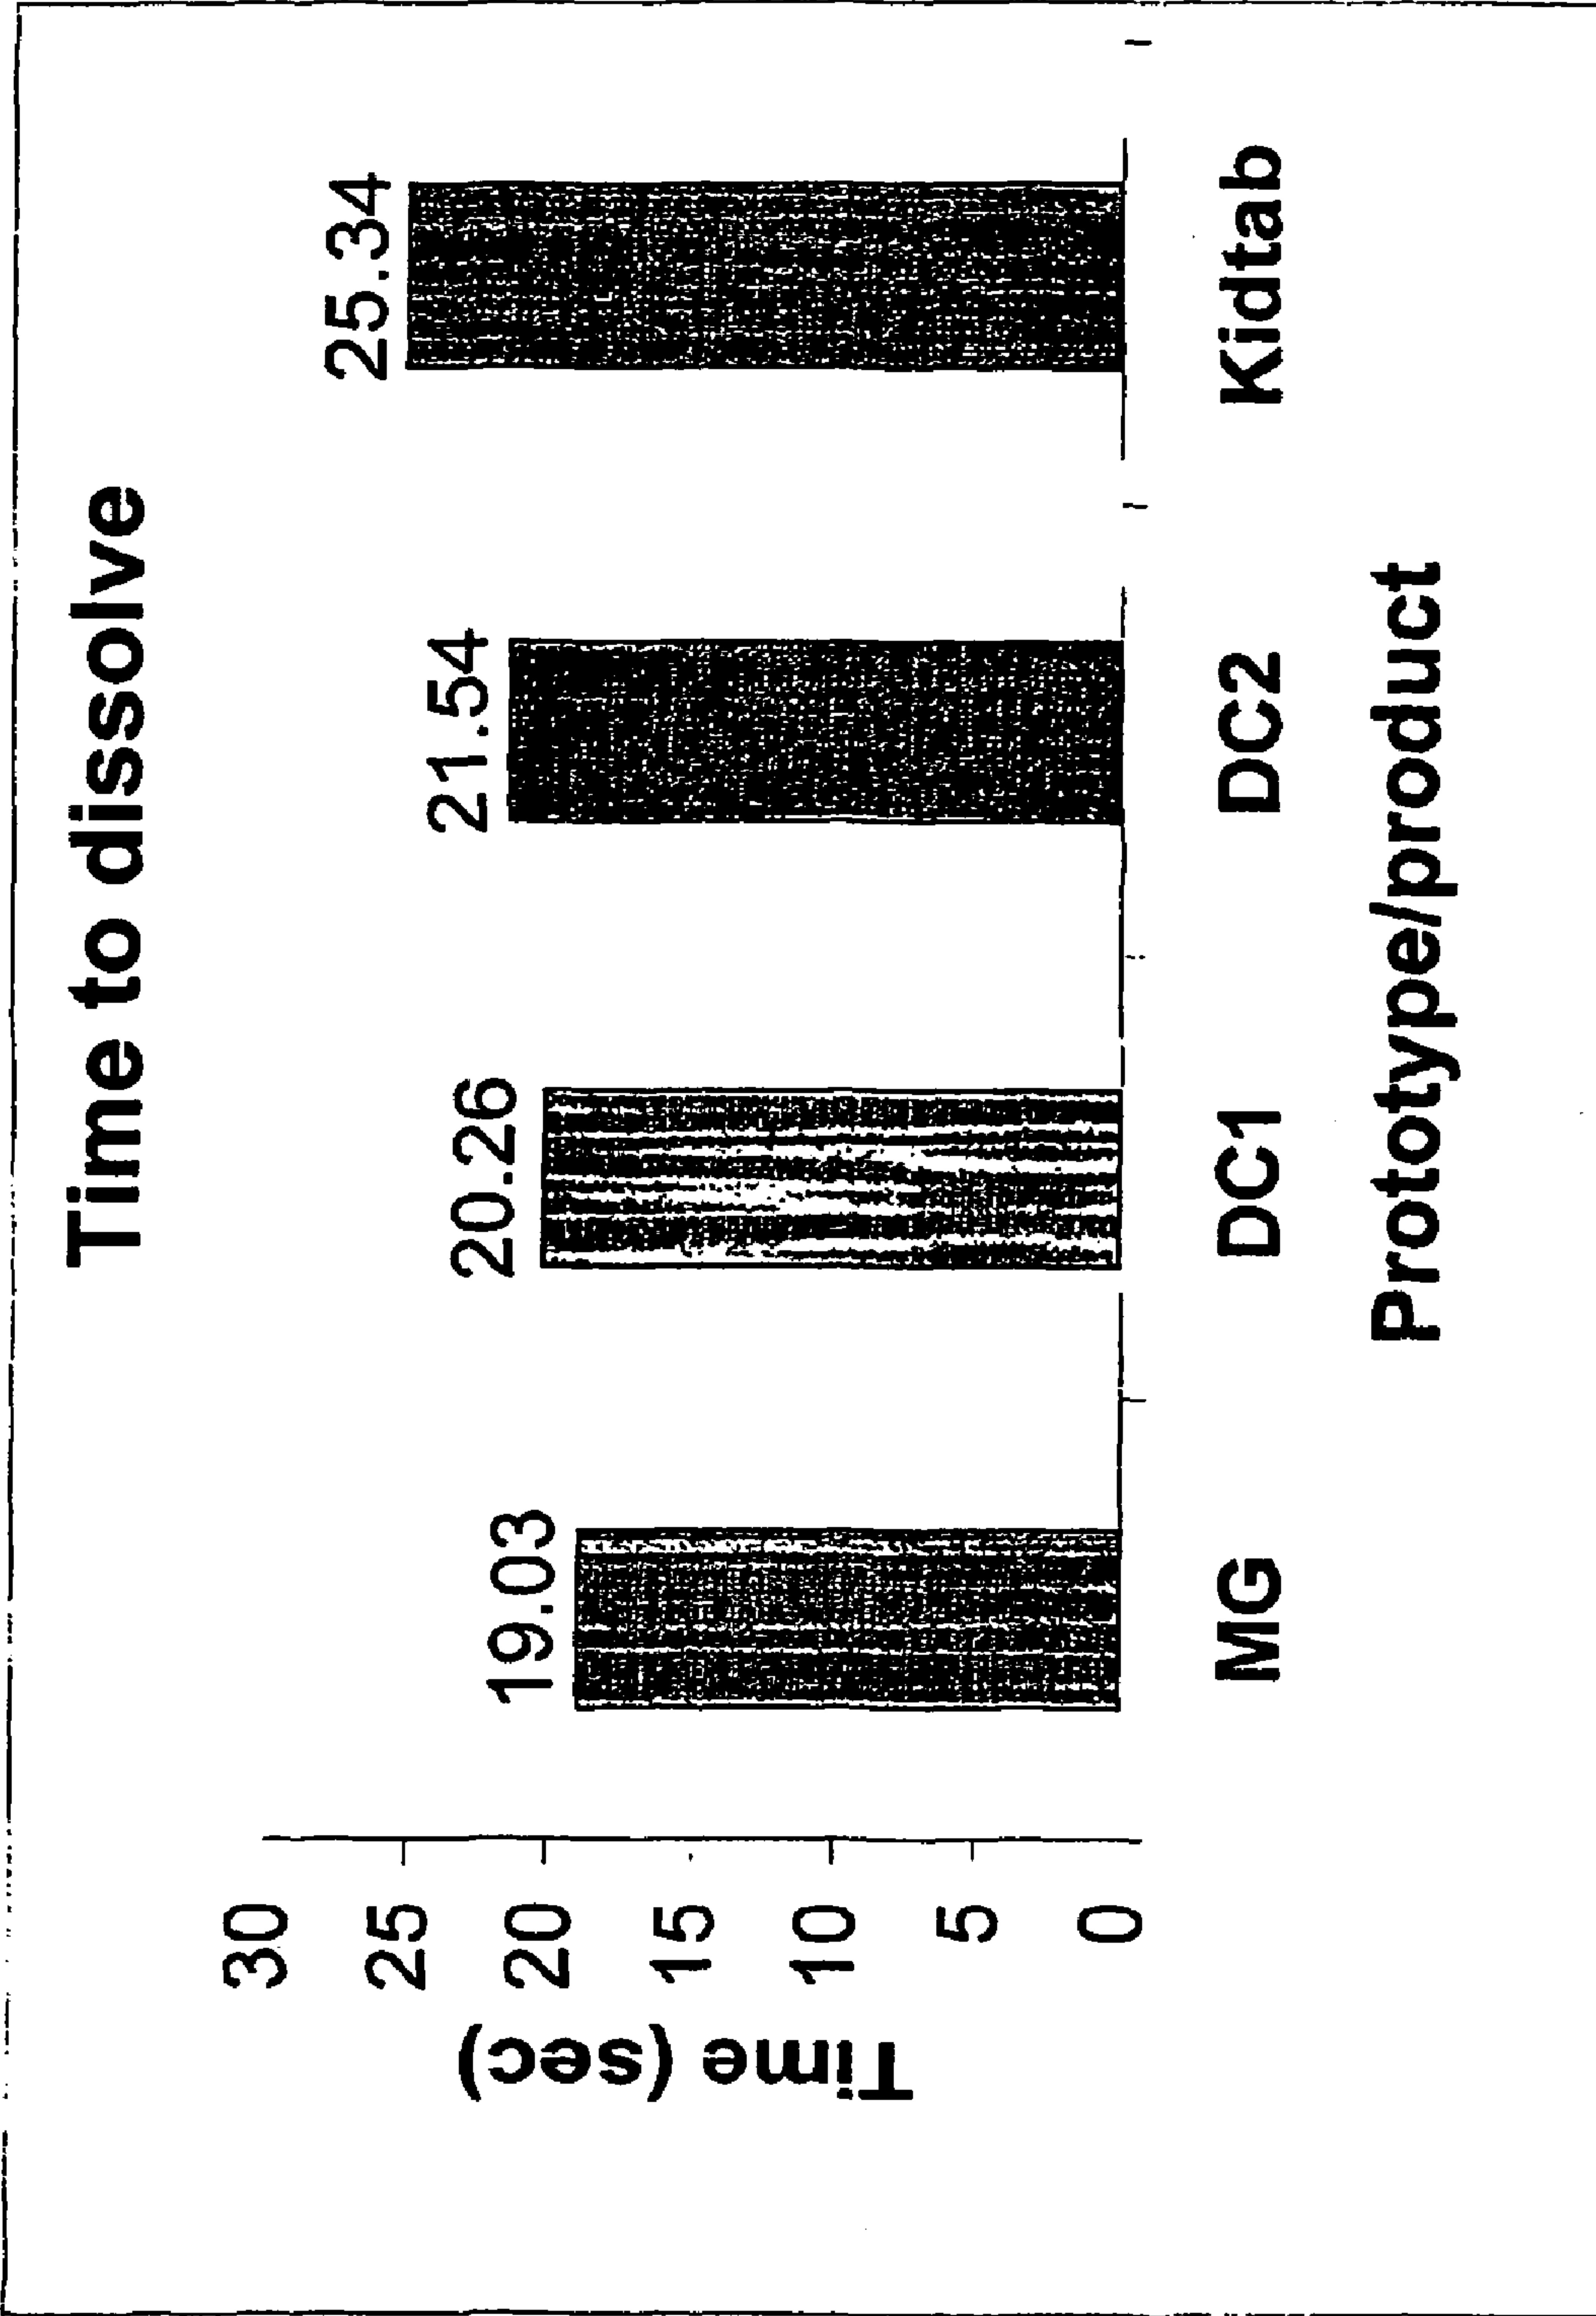 Time to dissolve
Time (sec)
30
25
20
15
10
5
0
19.03
20.26
21.54
25.34
MG
DC1
DC2
Kidtab
Prototype/product